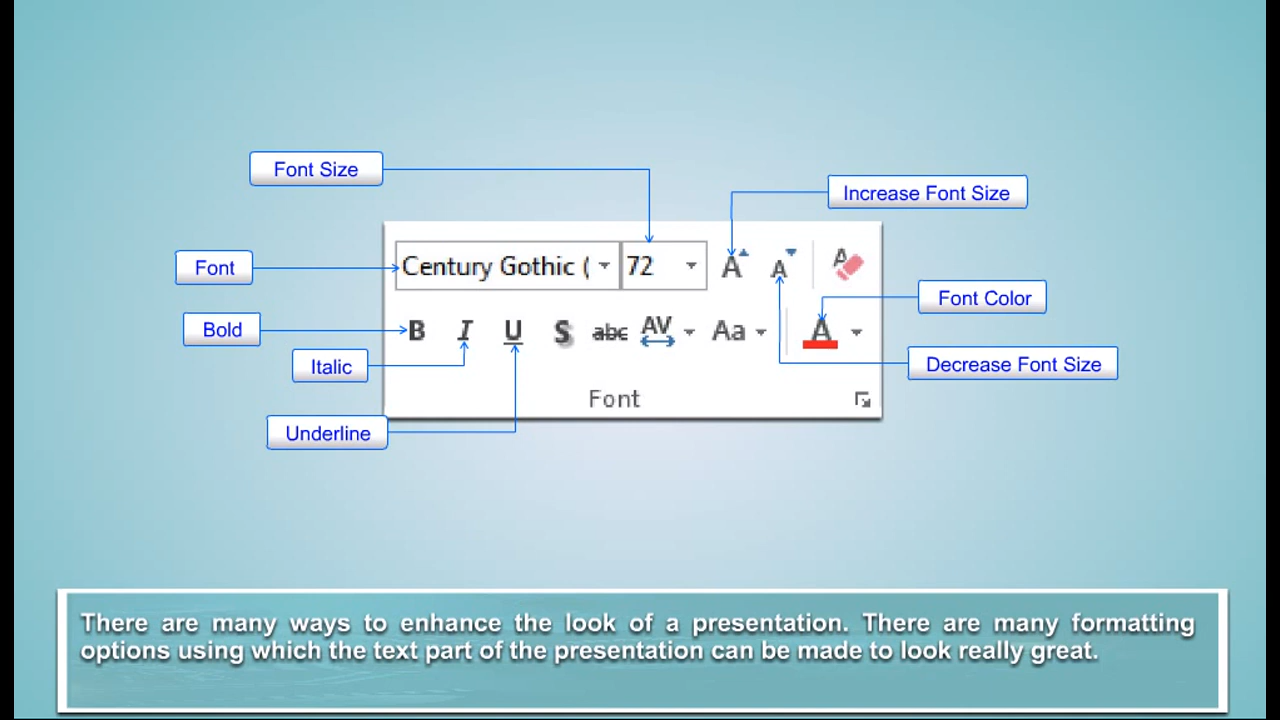 Font Size
Increase Font Size
Font
Century Gothic (
72
A
A
A
Font Color
Bold
B I U S abc AV Aa A
Italic
Decrease Font Size
Font
Underline
There are many ways to enhance the look of a presentation. There are many formatting
options using which the text part of the presentation can be made to look really great.